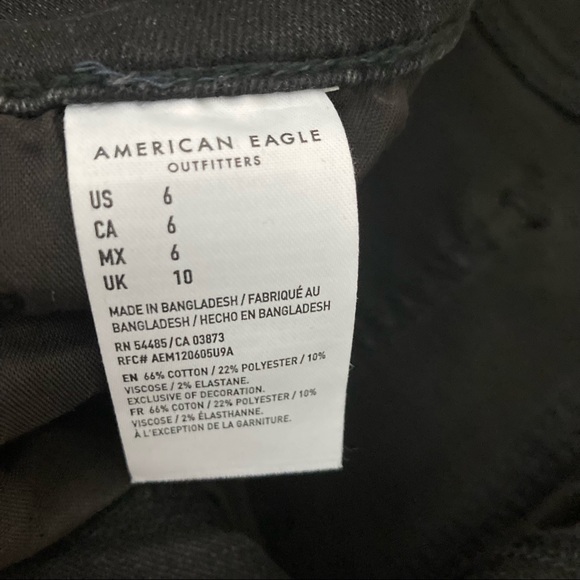 AMERICAN EAGLE
OUTFITTERS
US 6
CA 6
MX 6
UK 10
MADE IN BANGLADESH / FABRIQUÉ AU
BANGLADESH / HECHO EN BANGLADESH
RN 54485 / CA 03873
RFC# AEM120605U9A
EN 66% COTTON / 22% POLYESTER / 10%
VISCOSE / 2% ELASTANE.
EXCLUSIVE OF DECORATION.
FR 66% COTON / 22% POLYESTER / 10%
VISCOSE / 2% ÉLASTHANNE.
À L'EXCEPTION DE LA GARNITURE.